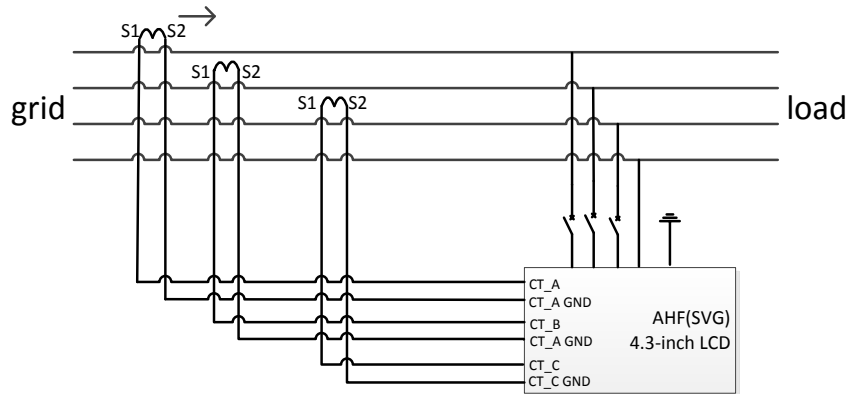 S1 S2
S1 S2
S1 S2
grid
load
CT_A
CT_A GND
CT_B
CT_A GND
CT_C
CT_C GND
AHF(SVG)
4.3-inch LCD